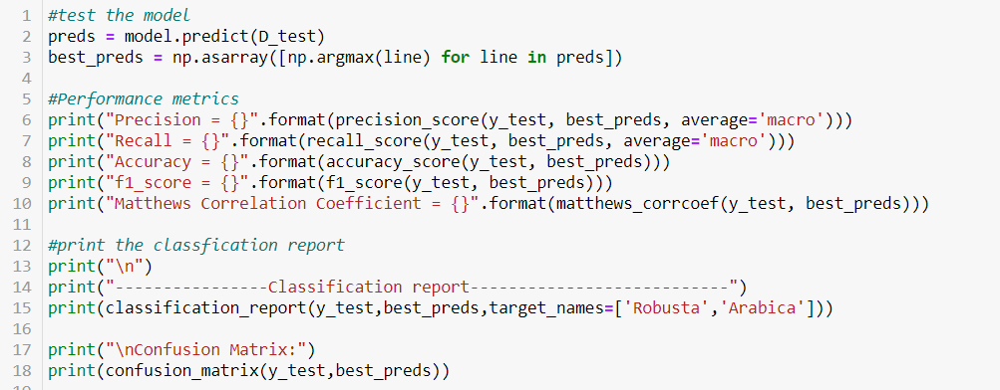 1 #test the model
2 preds = model.predict(D_test)
3 best_preds = np.asarray([np.argmax(line) for line in preds])
4
5 #Performance metrics
6 print("Precision = {}".format(precision_score(y_test, best_preds, average='macro')))
7 print("Recall = {}".format(recall_score(y_test, best_preds, average='macro')))
8 print("Accuracy = {}".format(accuracy_score(y_test, best_preds)))
9 print("f1_score = {}".format(f1_score(y_test, best_preds)))
10 print("Matthews Correlation Coefficient = {}".format(matthews_corrcoef(y_test, best_preds)))
11
12 #print the classfication report
13 print("\n")
14 print("----------------Classification report---------------------------")
15 print(classification_report(y_test,best_preds,target_names=['Robusta','Arabica']))
16
17 print("\nConfusion Matrix:")
18 print(confusion_matrix(y_test,best_preds))